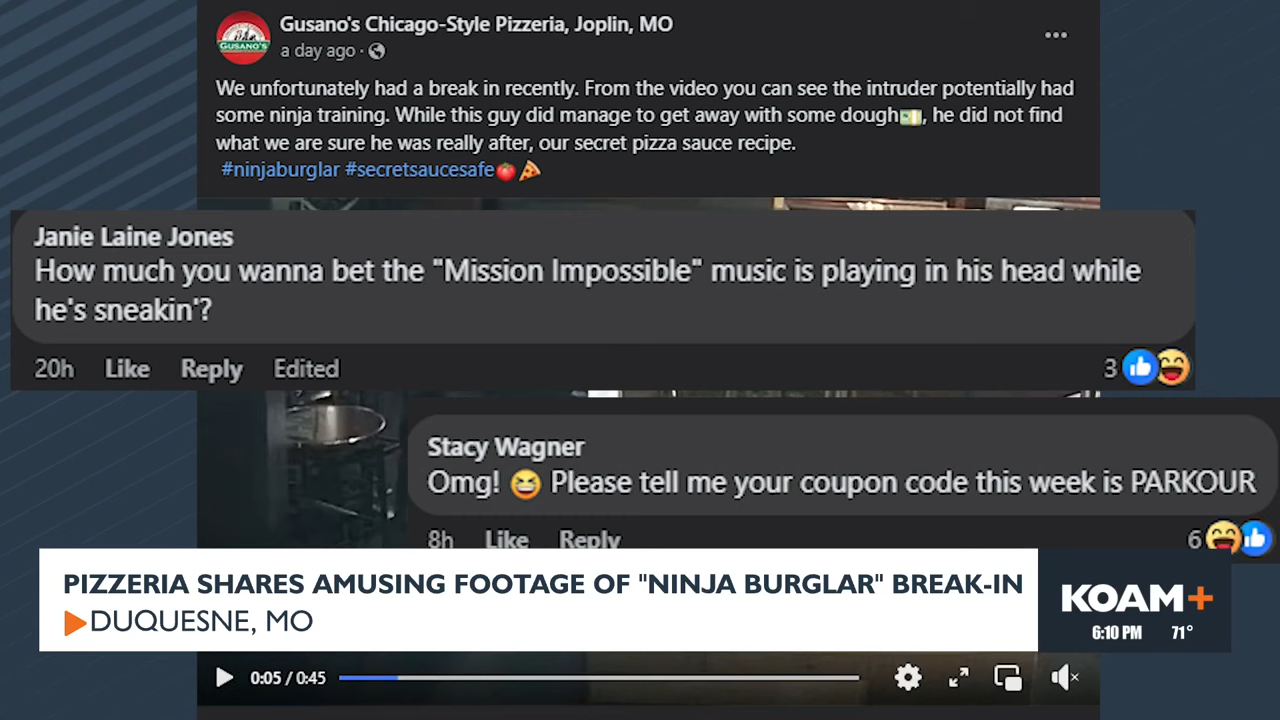 GUSANO'S
Gusano's Chicago-Style Pizzeria, Joplin, MO
a day ago ·
We unfortunately had a break in recently. From the video you can see the intruder potentially had
some ninja training. While this guy did manage to get away with some dough💵, he did not find
what we are sure he was really after, our secret pizza sauce recipe.
#ninjaburglar #secretsaucesafe🍅🍕
Janie Laine Jones
How much you wanna bet the "Mission Impossible" music is playing in his head while
he's sneakin'?
20h Like Reply Edited 3
Stacy Wagner
Omg! 😆 Please tell me your coupon code this week is PARKOUR
8h Like Reply 6
PIZZERIA SHARES AMUSING FOOTAGE OF "NINJA BURGLAR" BREAK-IN
DUQUESNE, MO
KOAM+
6:10 PM 71°
0:05 / 0:45